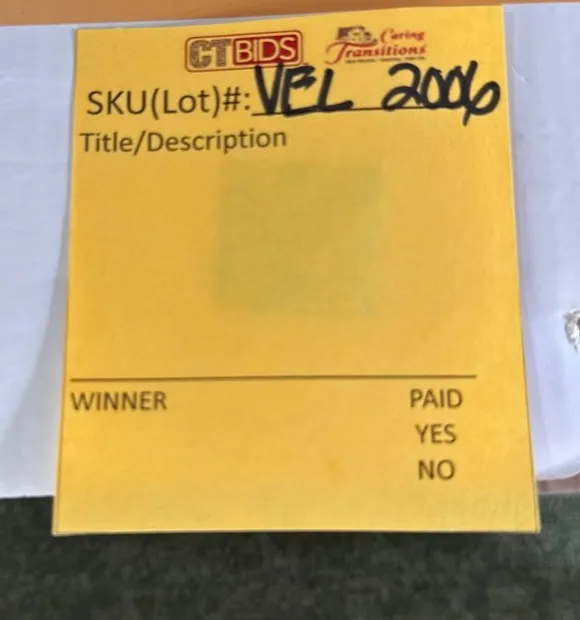 CTBIDS Caring Transitions
SKU(Lot)#: VEL 2006
Title/Description
WINNER PAID
YES
NO